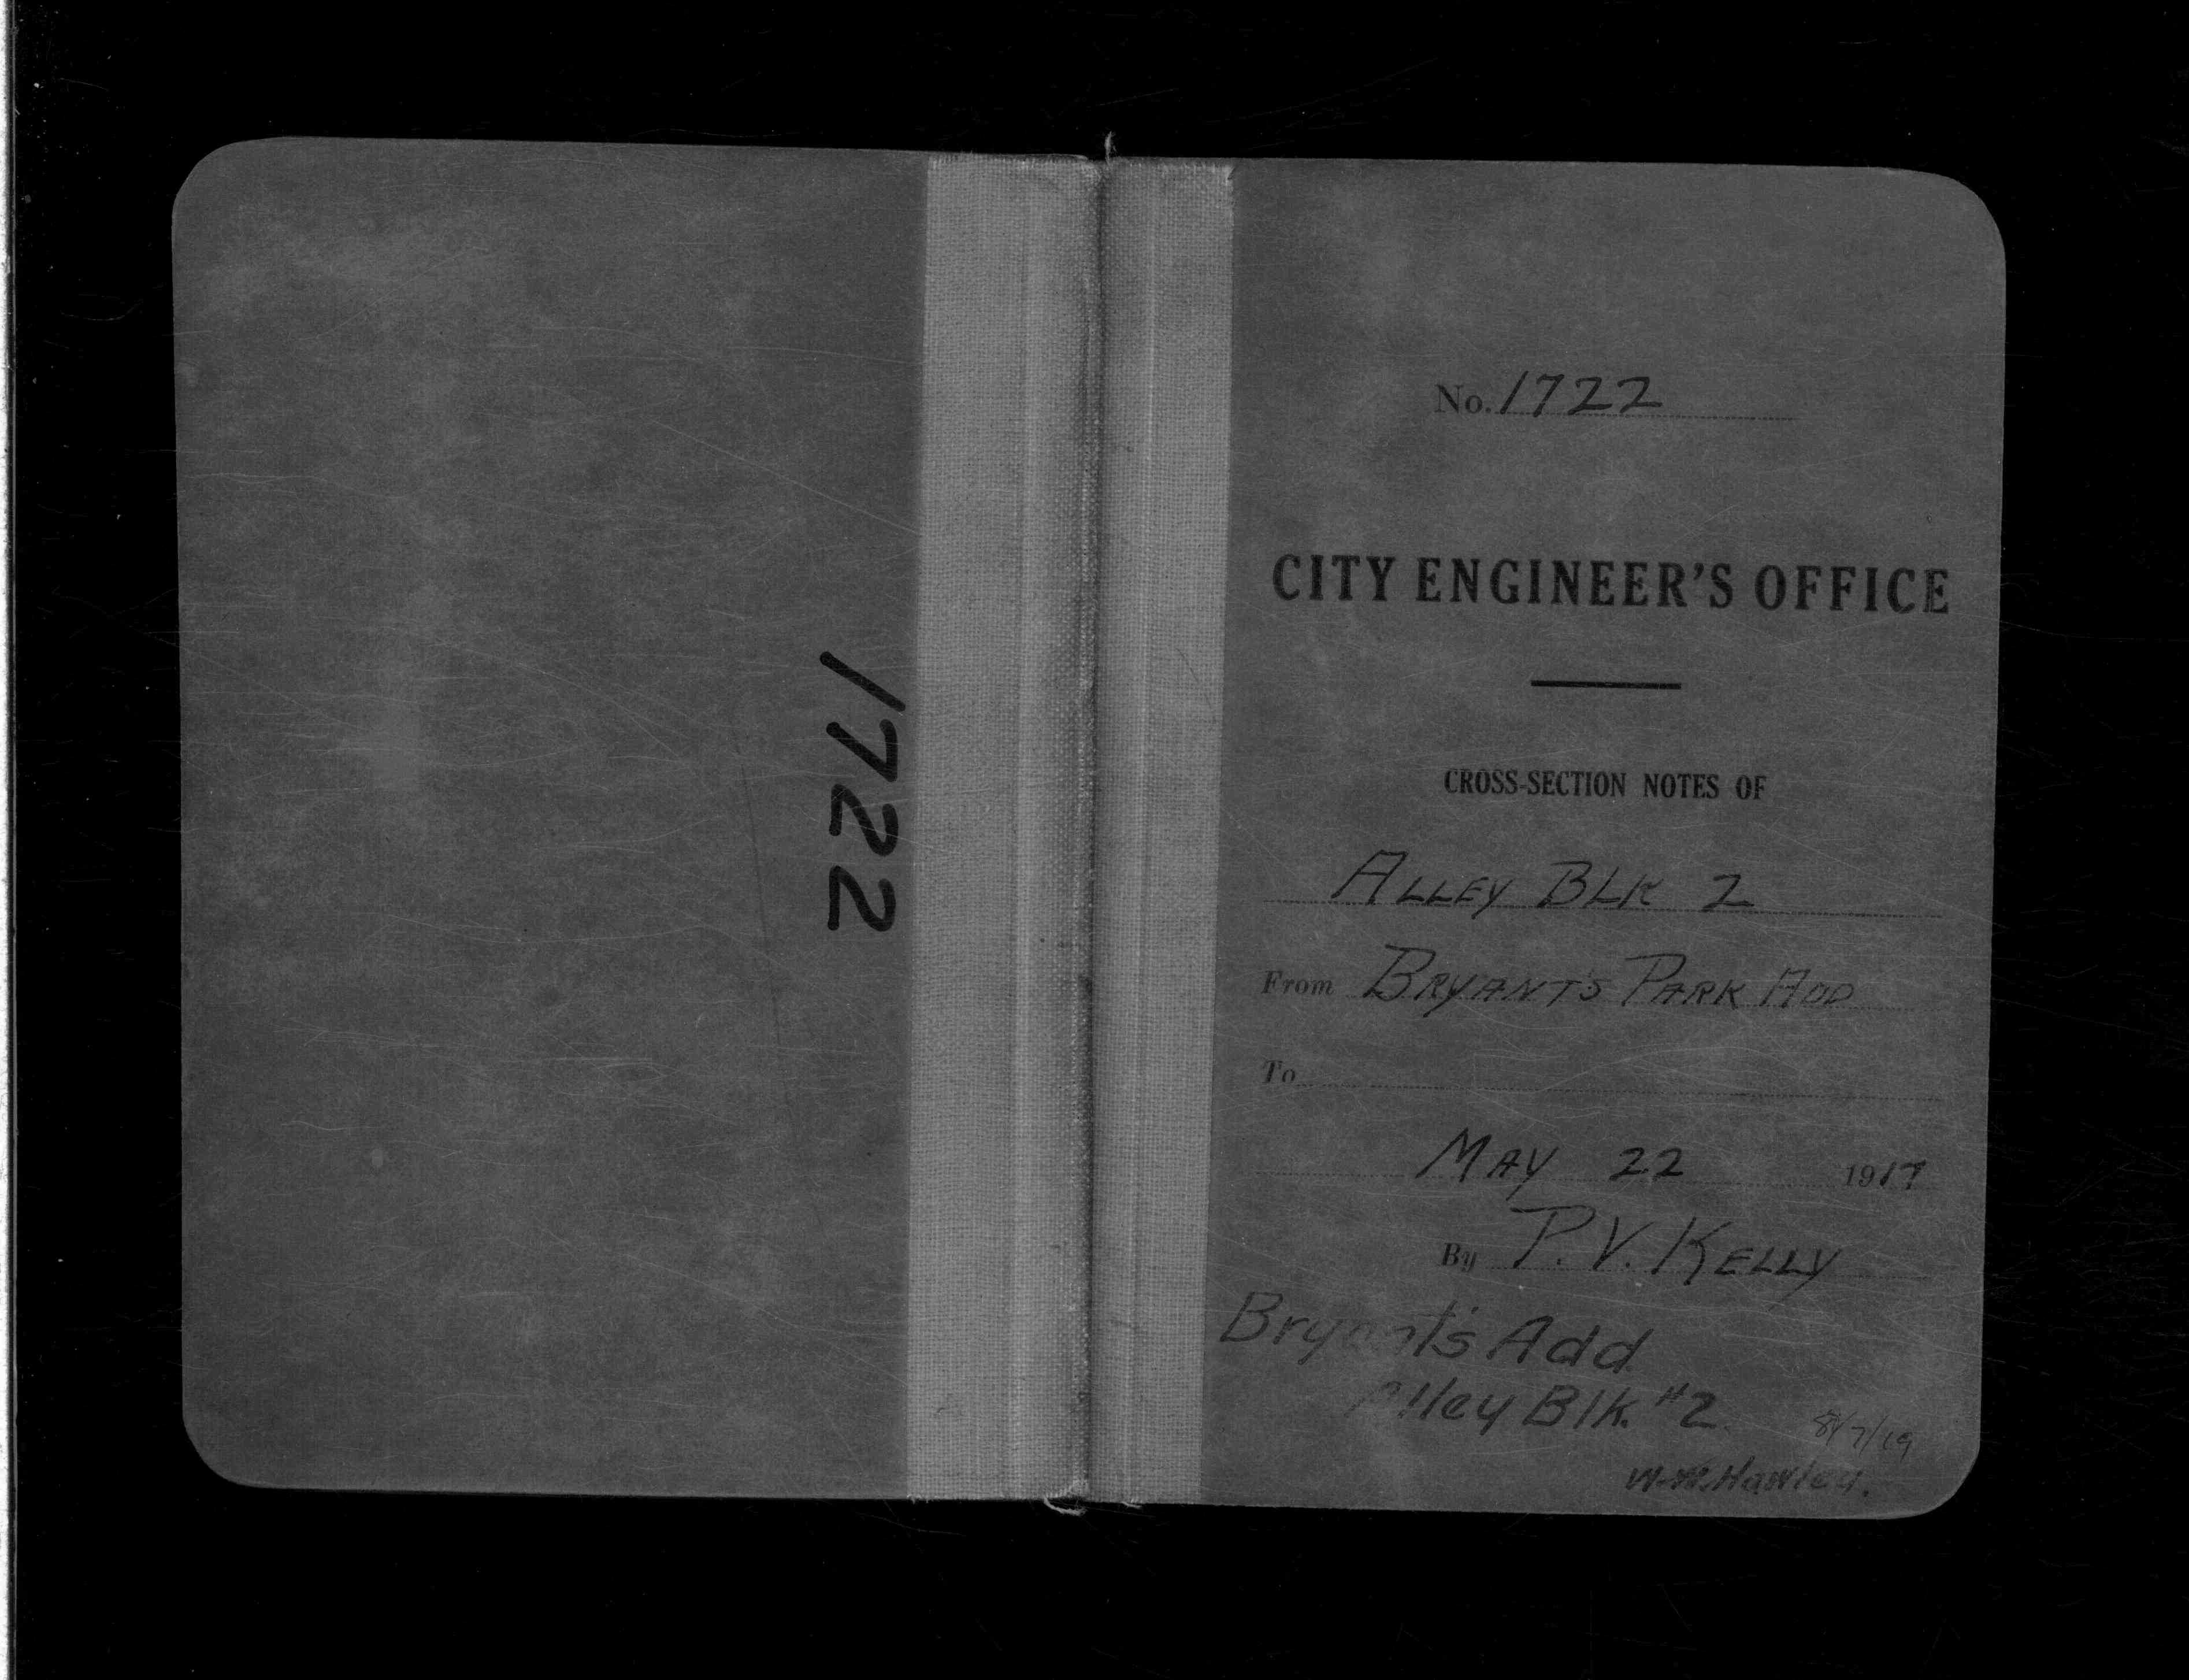 1722
No. 1722
CITY ENGINEER'S OFFICE
CROSS-SECTION NOTES OF
ALLEY BLK 2
From BRYANT'S PARK ADD
To
MAY 22 1917
By P.V. KELLY
Bryant's Add
Alley Blk. #2
8/7/19
Hawley.